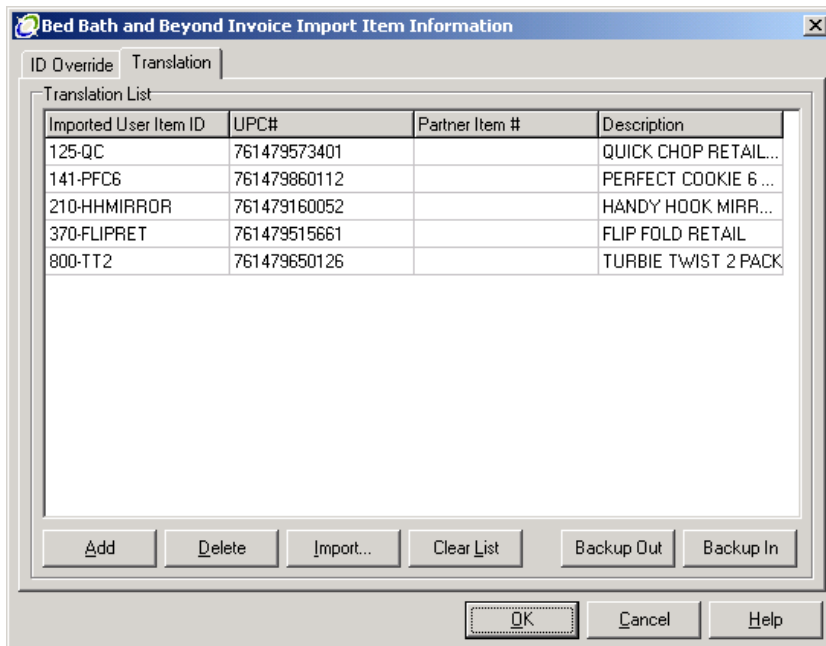 Bed Bath and Beyond Invoice Import Item Information
ID Override Translation
Translation List
Imported User Item ID UPC# Partner Item # Description
125-QC 761479573401 QUICK CHOP RETAIL...
141-PFC6 761479860112 PERFECT COOKIE 6 ...
210-HHMIRROR 761479160052 HANDY HOOK MIRR...
370-FLIPRET 761479515661 FLIP FOLD RETAIL
800-TT2 761479650126 TURBIE TWIST 2 PACK
Add Delete Import... Clear List Backup Out Backup In
OK Cancel Help